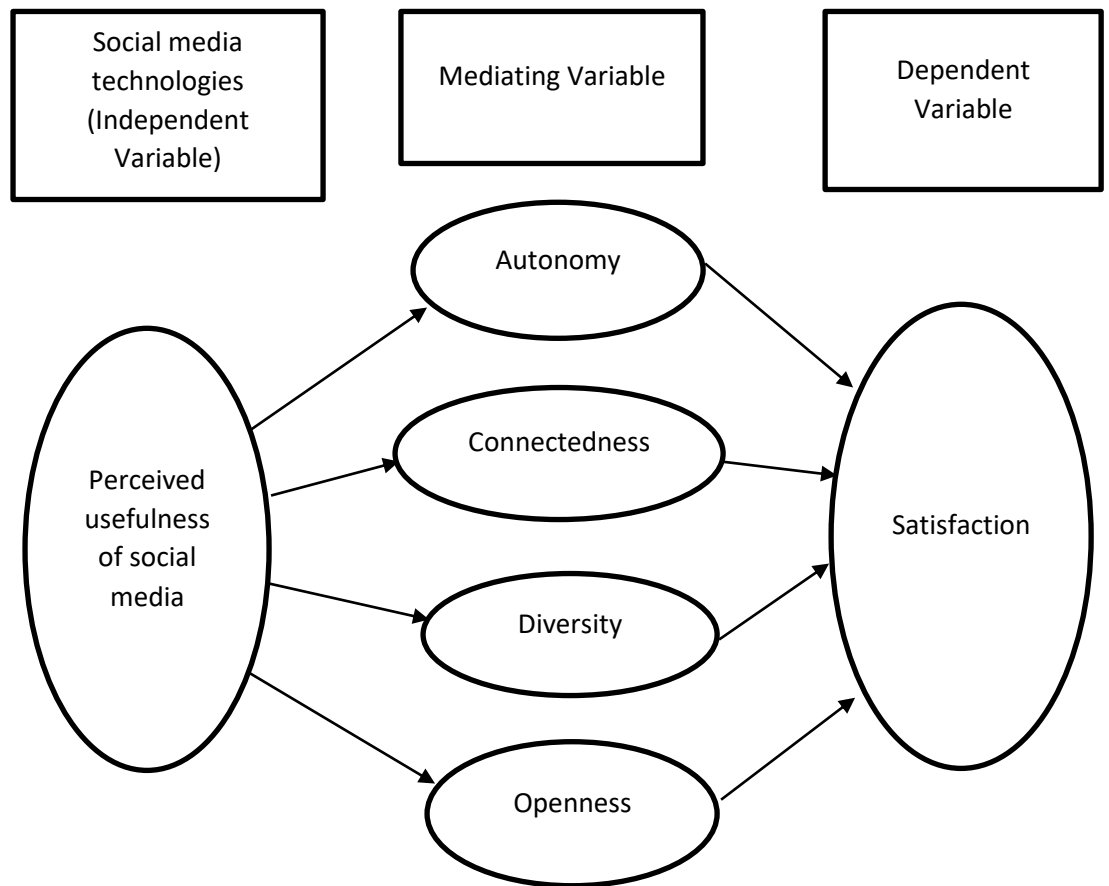 Social media
technologies
(Independent
Variable)
Mediating Variable
Dependent
Variable
Autonomy
Connectedness
Perceived
usefulness
of social
media
Satisfaction
Diversity
Openness